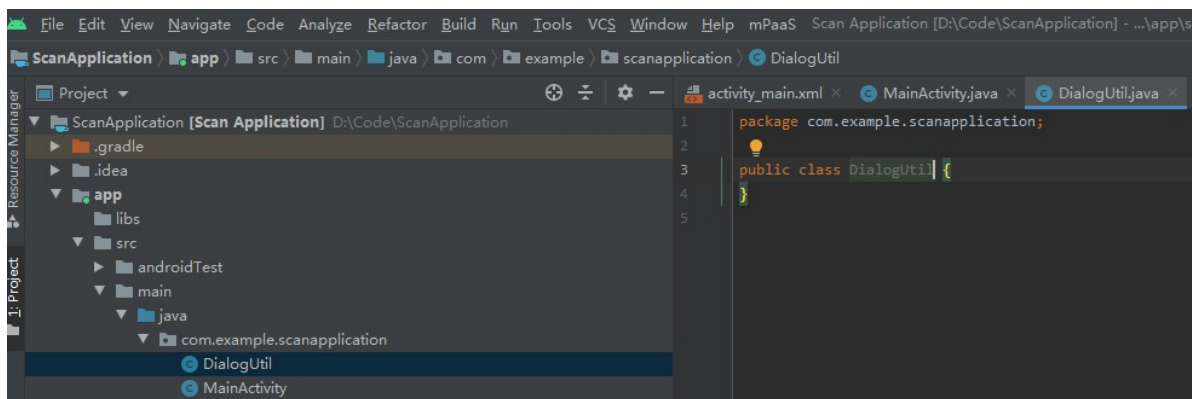 File Edit View Navigate Code Analyze Refactor Build Run Tools VCS Window Help mPaaS Scan Application [D:\Code\ScanApplication] - ...\app\s
ScanApplication app src main java com example scanapplication DialogUtil
Project
activity_main.xml MainActivity.java DialogUtil.java
Resource Manager
1: Project
ScanApplication [Scan Application] D:\Code\ScanApplication
.gradle
.idea
app
libs
src
androidTest
main
java
com.example.scanapplication
DialogUtil
MainActivity
1 package com.example.scanapplication;
2
3 public class DialogUtil {
4 }
5